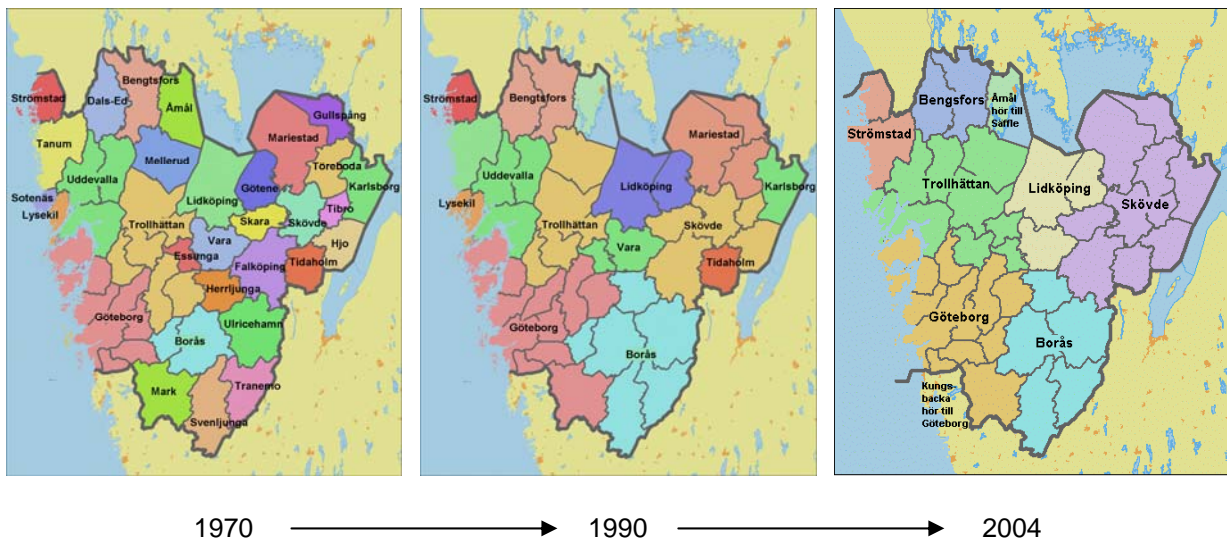 Strömstad
Dals-Ed
Bengtsfors
Åmål
Gullspång
Mariestad
Tanum
Mellerud
Töreboda
Karlsborg
Uddevalla
Lidköping
Götene
Sotenäs
Lysekil
Trollhättan
Skara
Skövde
Tibro
Vara
Hjo
Essunga
Falköping
Tidaholm
Herrljunga
Göteborg
Ulricehamn
Borås
Mark
Tranemo
Svenljunga
Strömstad
Bengtsfors
Mariestad
Uddevalla
Lidköping
Karlsborg
Lysekil
Trollhättan
Skövde
Vara
Tidaholm
Göteborg
Borås
Bengsfors
Åmål
hör till
Säffle
Strömstad
Trollhättan
Lidköping
Skövde
Göteborg
Borås
Kungs-
backa
hör till
Göteborg
1970 1990 2004